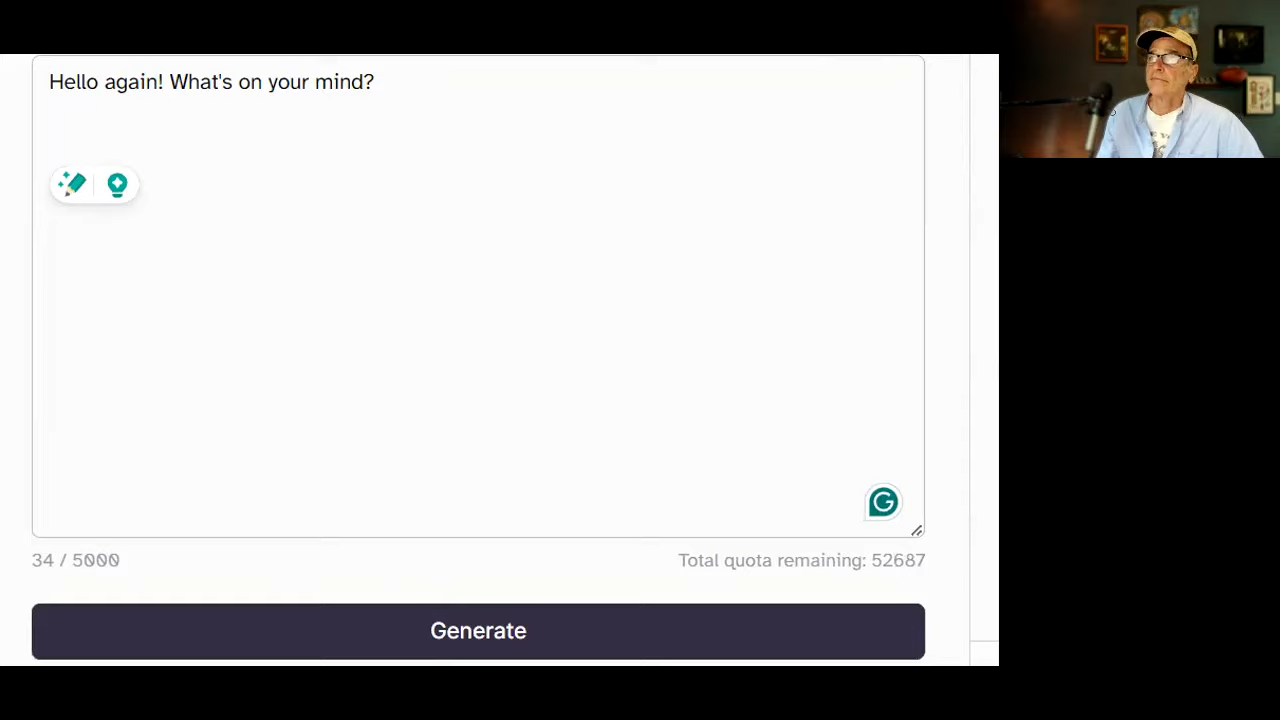 Hello again! What's on your mind?
34 / 5000
Total quota remaining: 52687
Generate